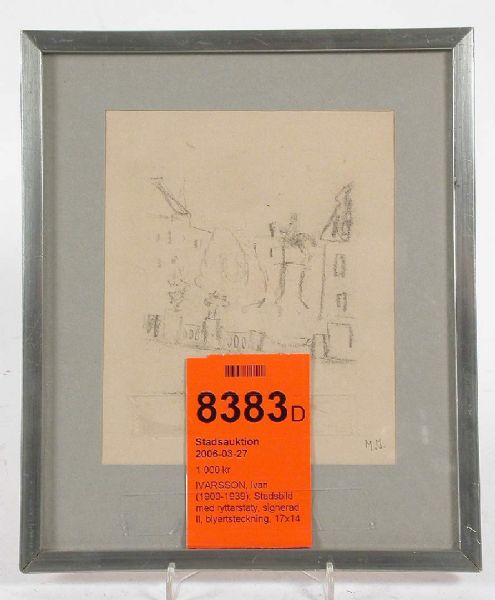 8383D
Stadsauktion
2006-03-27
1 000 kr
IVARSSON, Ivan
(1900-1939). Stadsbild
med ryttarstaty, signerad
II, blyertsteckning, 17x14
M.G.